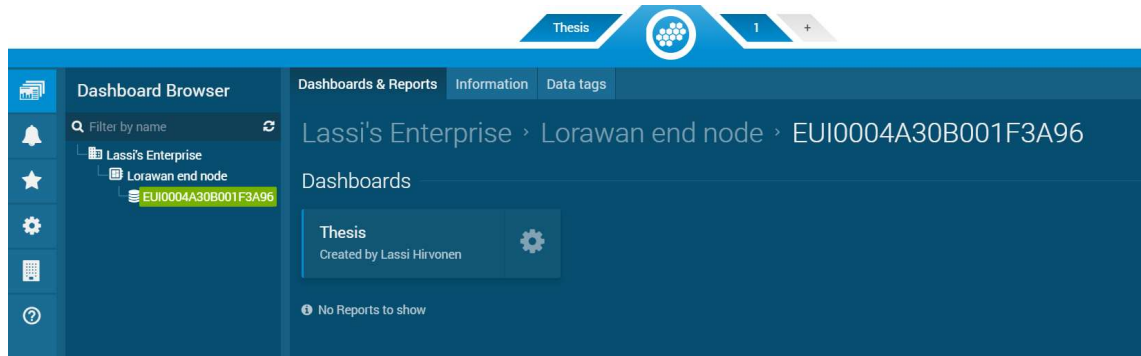 Thesis
1
+
Dashboard Browser
Filter by name
Lassi's Enterprise
Lorawan end node
EUI0004A30B001F3A96
Dashboards & Reports Information Data tags
Lassi's Enterprise › Lorawan end node › EUI0004A30B001F3A96
Dashboards
Thesis
Created by Lassi Hirvonen
No Reports to show